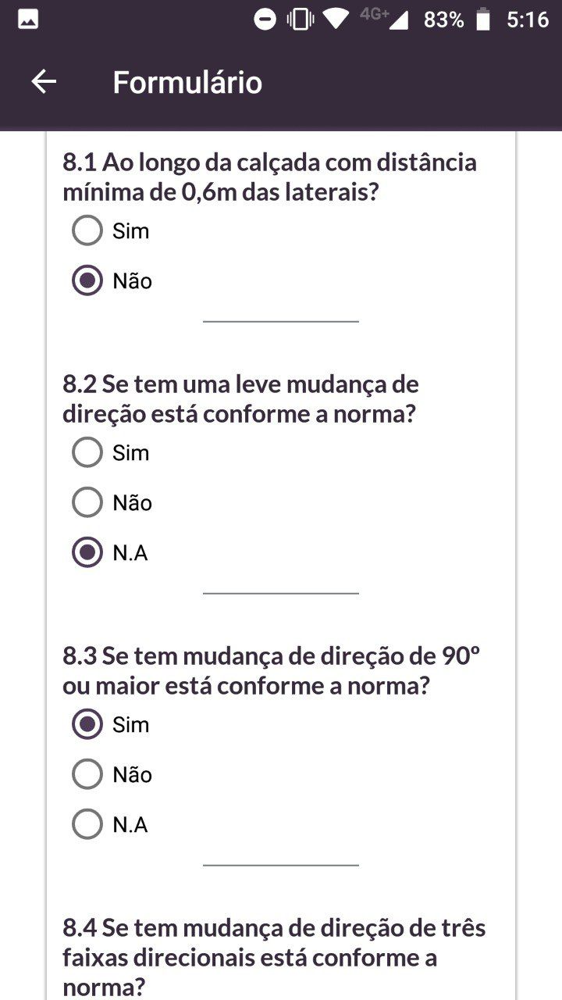 4G+ 83% 5:16
Formulário
8.1 Ao longo da calçada com distância
mínima de 0,6m das laterais?
Sim
Não
8.2 Se tem uma leve mudança de
direção está conforme a norma?
Sim
Não
N.A
8.3 Se tem mudança de direção de 90º
ou maior está conforme a norma?
Sim
Não
N.A
8.4 Se tem mudança de direção de três
faixas direcionais está conforme a
norma?